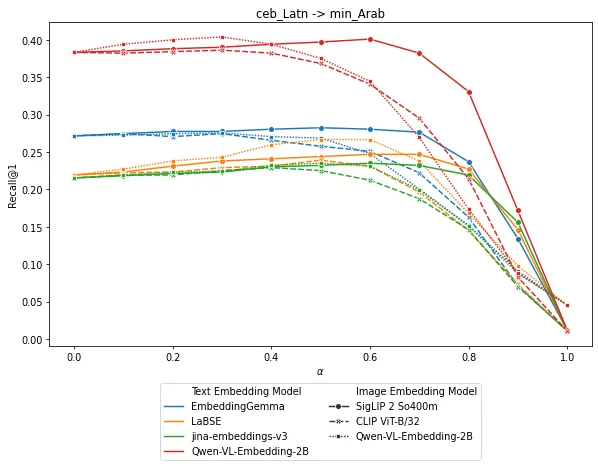 ceb_Latn -> min_Arab
Recall@1
0.40
0.35
0.30
0.25
0.20
0.15
0.10
0.05
0.00
0.0 0.2 0.4 0.6 0.8 1.0
α
Text Embedding Model
EmbeddingGemma
LaBSE
jina-embeddings-v3
Qwen-VL-Embedding-2B
Image Embedding Model
SigLIP 2 So400m
CLIP ViT-B/32
Qwen-VL-Embedding-2B